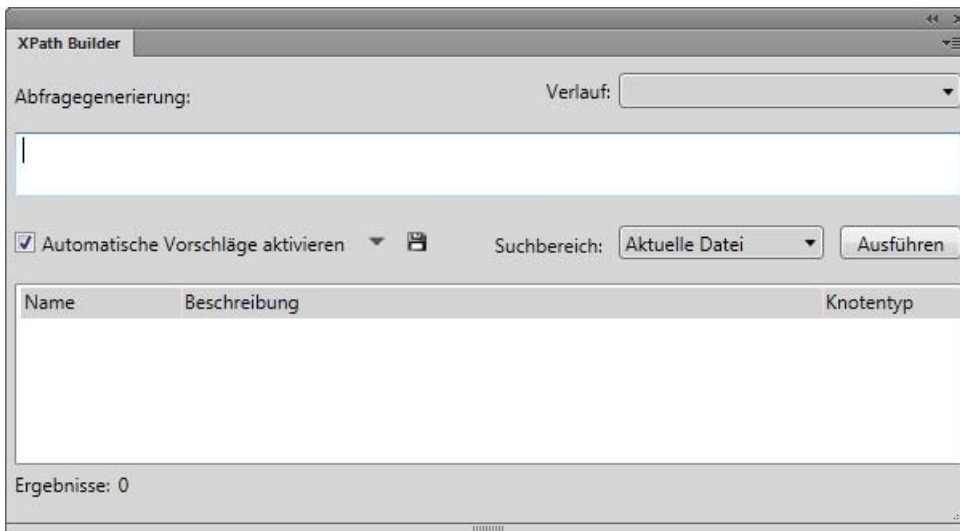 XPath Builder
Abfragegenerierung:
Verlauf:
Automatische Vorschläge aktivieren
Suchbereich: Aktuelle Datei
Ausführen
Name Beschreibung Knotentyp
Ergebnisse: 0